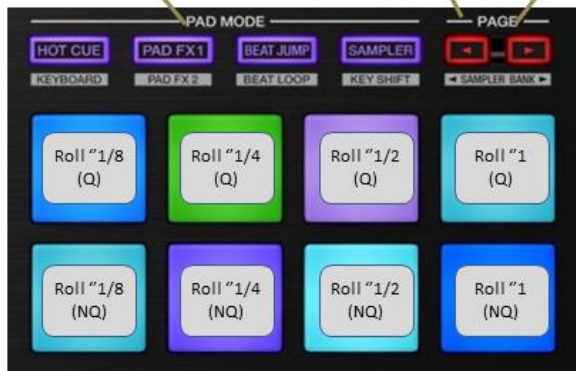 PAD MODE
PAGE
HOT CUE PAD FX1 BEAT JUMP SAMPLER ◄ ►
KEYBOARD PAD FX 2 BEAT LOOP KEY SHIFT ◄ SAMPLER BANK ►
Roll ″1/8
(Q)
Roll ″1/4
(Q)
Roll ″1/2
(Q)
Roll ″1
(Q)
Roll ″1/8
(NQ)
Roll ″1/4
(NQ)
Roll ″1/2
(NQ)
Roll ″1
(NQ)